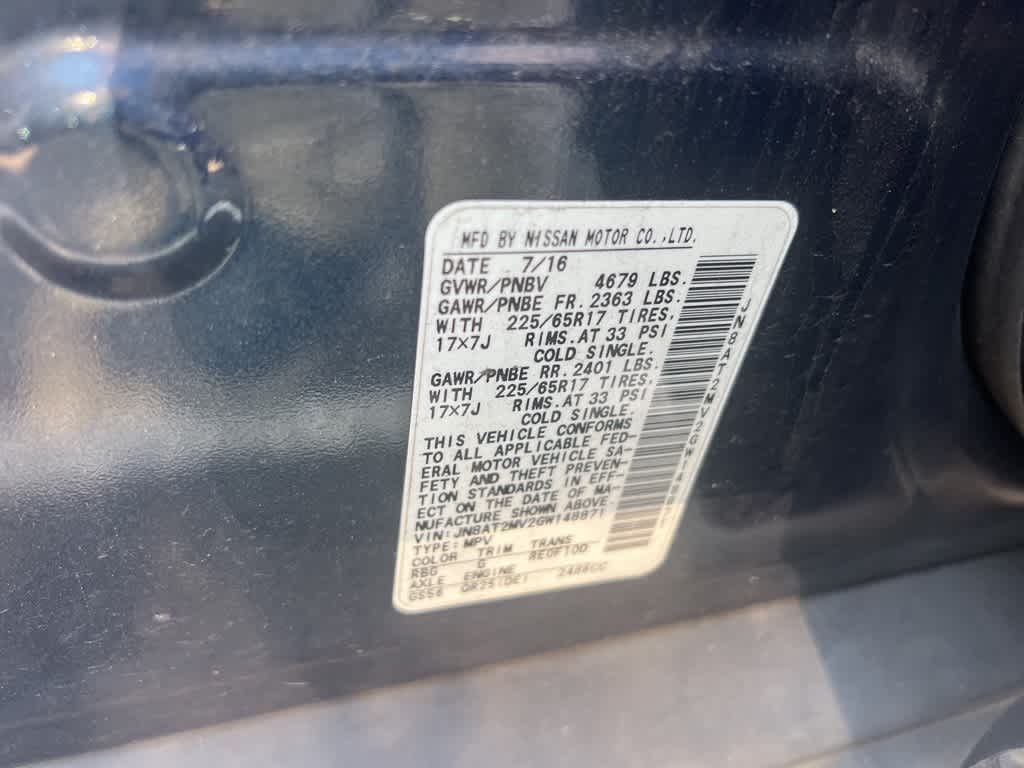 MFD BY NISSAN MOTOR CO.,LTD.
DATE 7/16
GVWR/PNBV 4679 LBS.
GAWR/PNBE FR. 2363 LBS.
WITH 225/65R17 TIRES,
17×7J RIMS.AT 33 PSI
COLD SINGLE.
GAWR/PNBE RR. 2401 LBS.
WITH 225/65R17 TIRES,
17×7J RIMS.AT 33 PSI
COLD SINGLE.
THIS VEHICLE CONFORMS
TO ALL APPLICABLE FED-
ERAL MOTOR VEHICLE SA-
FETY AND THEFT PREVEN-
TION STANDARDS IN EFF-
ECT ON THE DATE OF MA-
NUFACTURE SHOWN ABOVE.
VIN:JN8AT2MV2GW148871
TYPE:MPV
COLOR TRIM TRANS
RBG G RE0F10D
AXLE ENGINE
GS56 QR25(DE) 2488CC